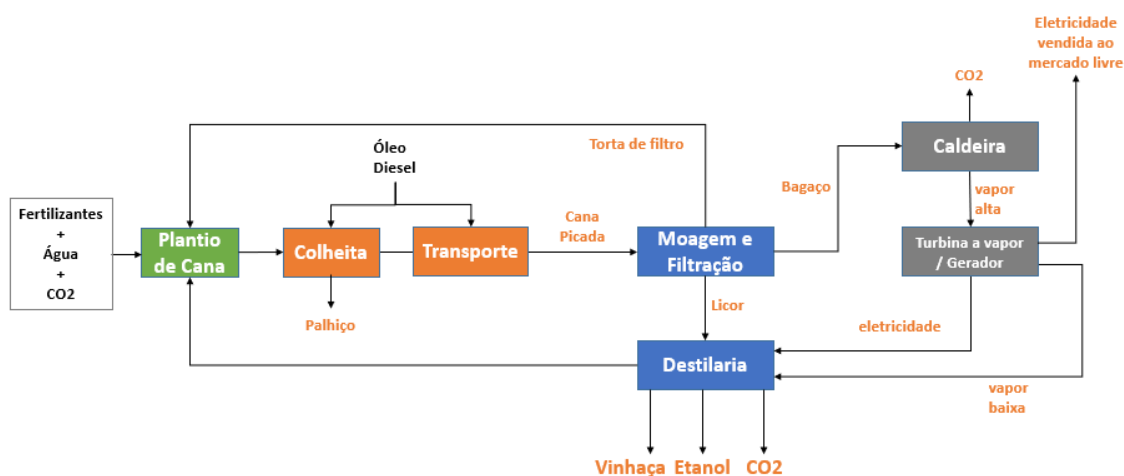 Eletricidade
vendida ao
mercado livre
CO2
Óleo
Diesel
Torta de filtro
Caldeira
Bagaço
vapor
alta
Fertilizantes
+
Água
+
CO2
Plantio
de Cana
Colheita
Transporte
Cana
Picada
Moagem e
Filtração
Turbina a vapor
/ Gerador
Palhiço
Licor
eletricidade
Destilaria
vapor
baixa
Vinhaça
Etanol
CO2